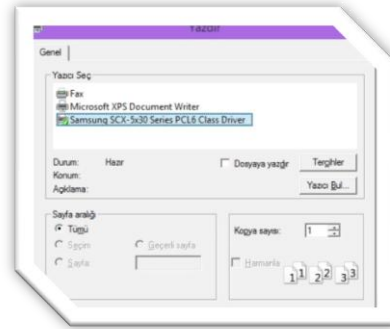 Yazdır
Genel
Yazıcı Seç
Fax
Microsoft XPS Document Writer
Samsung SCX-5x30 Series PCL6 Class Driver
Durum: Hazır
Dosyaya yazdır
Tercihler
Konum:
Açıklama:
Yazıcı Bul...
Sayfa aralığı
Tümü
Seçim
Geçerli sayfa
Sayfa:
Kopya sayısı: 1
Harmanla
1 1 2 2 3 3